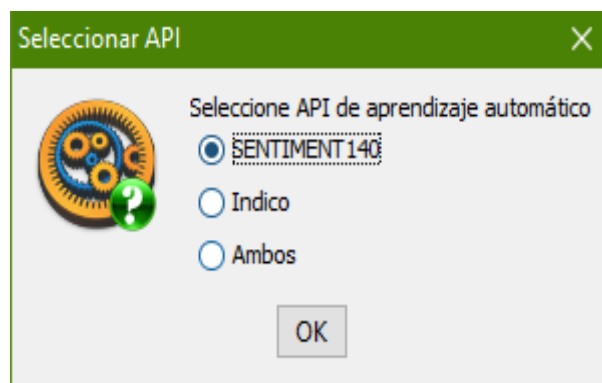 Seleccionar API
Seleccione API de aprendizaje automático
SENTIMENT140
Indico
Ambos
OK